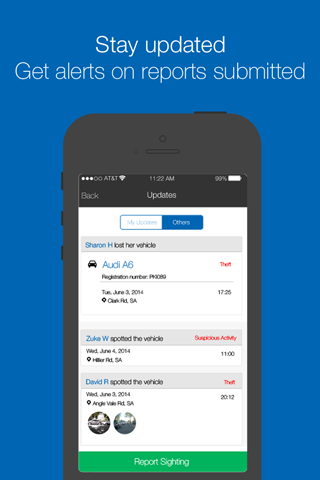 Stay updated
Get alerts on reports submitted
AT&T 11:22 AM 99%
Back Updates
My Updates Others
Sharon H lost her vehicle
Audi A6 Theft
Registration number: PKI089
Tue, June 3, 2014 17:25
Clark Rd, SA
Zuke W spotted the vehicle Suspicious Activity
Wed, June 4, 2014 11:00
Hillier Rd, SA
David R spotted the vehicle Theft
Wed, June 3, 2014 20:12
Angle Vale Rd, SA
Report Sighting